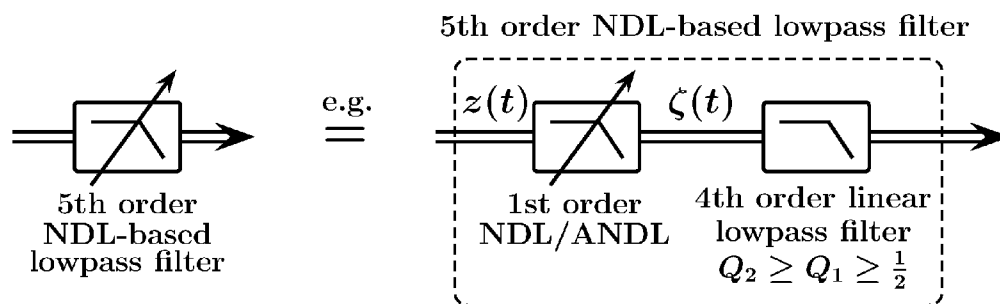 5th order NDL-based lowpass filter
e.g.
=
z(t)
ζ(t)
5th order
NDL-based
lowpass filter
1st order
NDL/ANDL
4th order linear
lowpass filter
Q₂ ≥ Q₁ ≥ ½